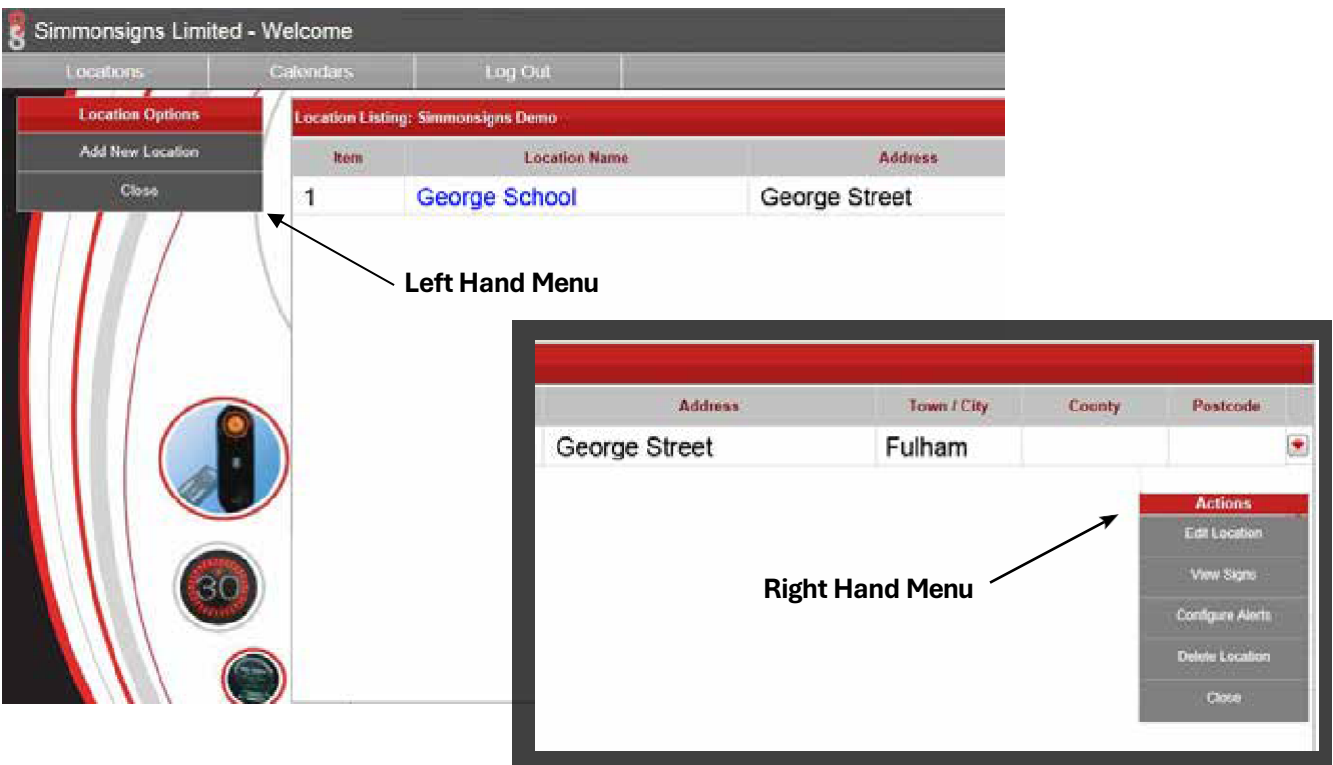 Simmonsigns Limited - Welcome
Locations Calendars Log Out
Location Options
Add New Location
Close
Location Listing: Simmonsigns Demo
Item Location Name Address
1 George School George Street
Left Hand Menu
30
Address Town / City County Postcode
George Street Fulham
Actions
Edit Location
View Signs
Configure Alerts
Delete Location
Close
Right Hand Menu